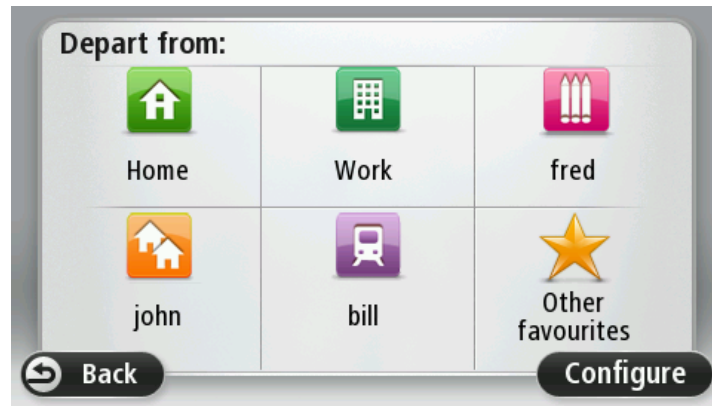 Depart from:
Home Work fred
john bill Other
favourites
Back Configure